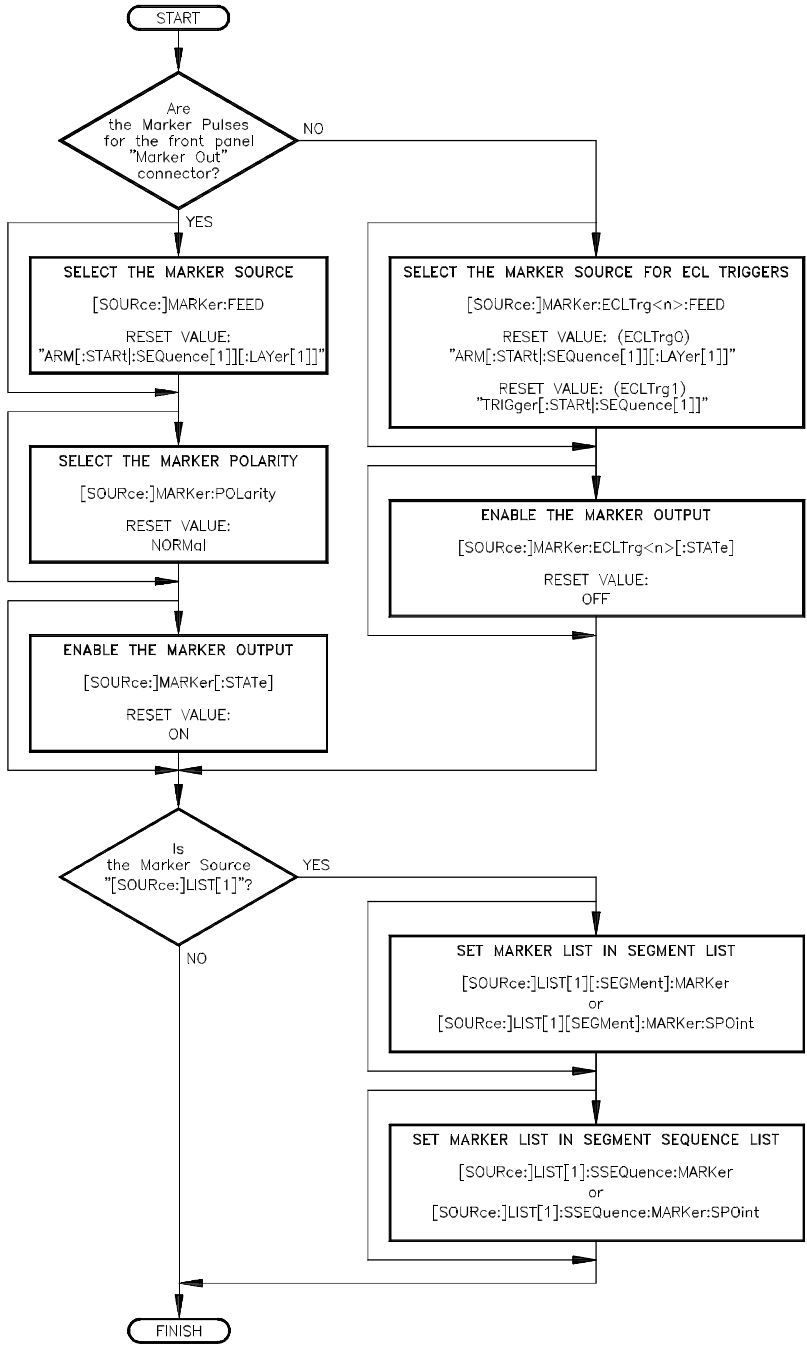 START
Are
the Marker Pulses
for the front panel
"Marker Out"
connector?
NO
YES
SELECT THE MARKER SOURCE
[SOURce:]MARKer:FEED
RESET VALUE:
"ARM[:STARt|:SEQuence[1]][:LAYer[1]]"
SELECT THE MARKER POLARITY
[SOURce:]MARKer:POLarity
RESET VALUE:
NORMal
ENABLE THE MARKER OUTPUT
[SOURce:]MARKer[:STATe]
RESET VALUE:
ON
SELECT THE MARKER SOURCE FOR ECL TRIGGERS
[SOURce:]MARKer:ECLTrg<n>:FEED
RESET VALUE: (ECLTrg0)
"ARM[:STARt|:SEQuence[1]][:LAYer[1]]"
RESET VALUE: (ECLTrg1)
"TRIGger[:STARt|:SEQuence[1]]"
ENABLE THE MARKER OUTPUT
[SOURce:]MARKer:ECLTrg<n>[:STATe]
RESET VALUE:
OFF
Is
the Marker Source
"[SOURce:]LIST[1]"?
YES
NO
SET MARKER LIST IN SEGMENT LIST
[SOURce:]LIST[1][:SEGMent]:MARKer
or
[SOURce:]LIST[1][SEGMent]:MARKer:SPOint
SET MARKER LIST IN SEGMENT SEQUENCE LIST
[SOURce:]LIST[1]:SSEQuence:MARKer
or
[SOURce:]LIST[1]:SSEQuence:MARKer:SPOint
FINISH